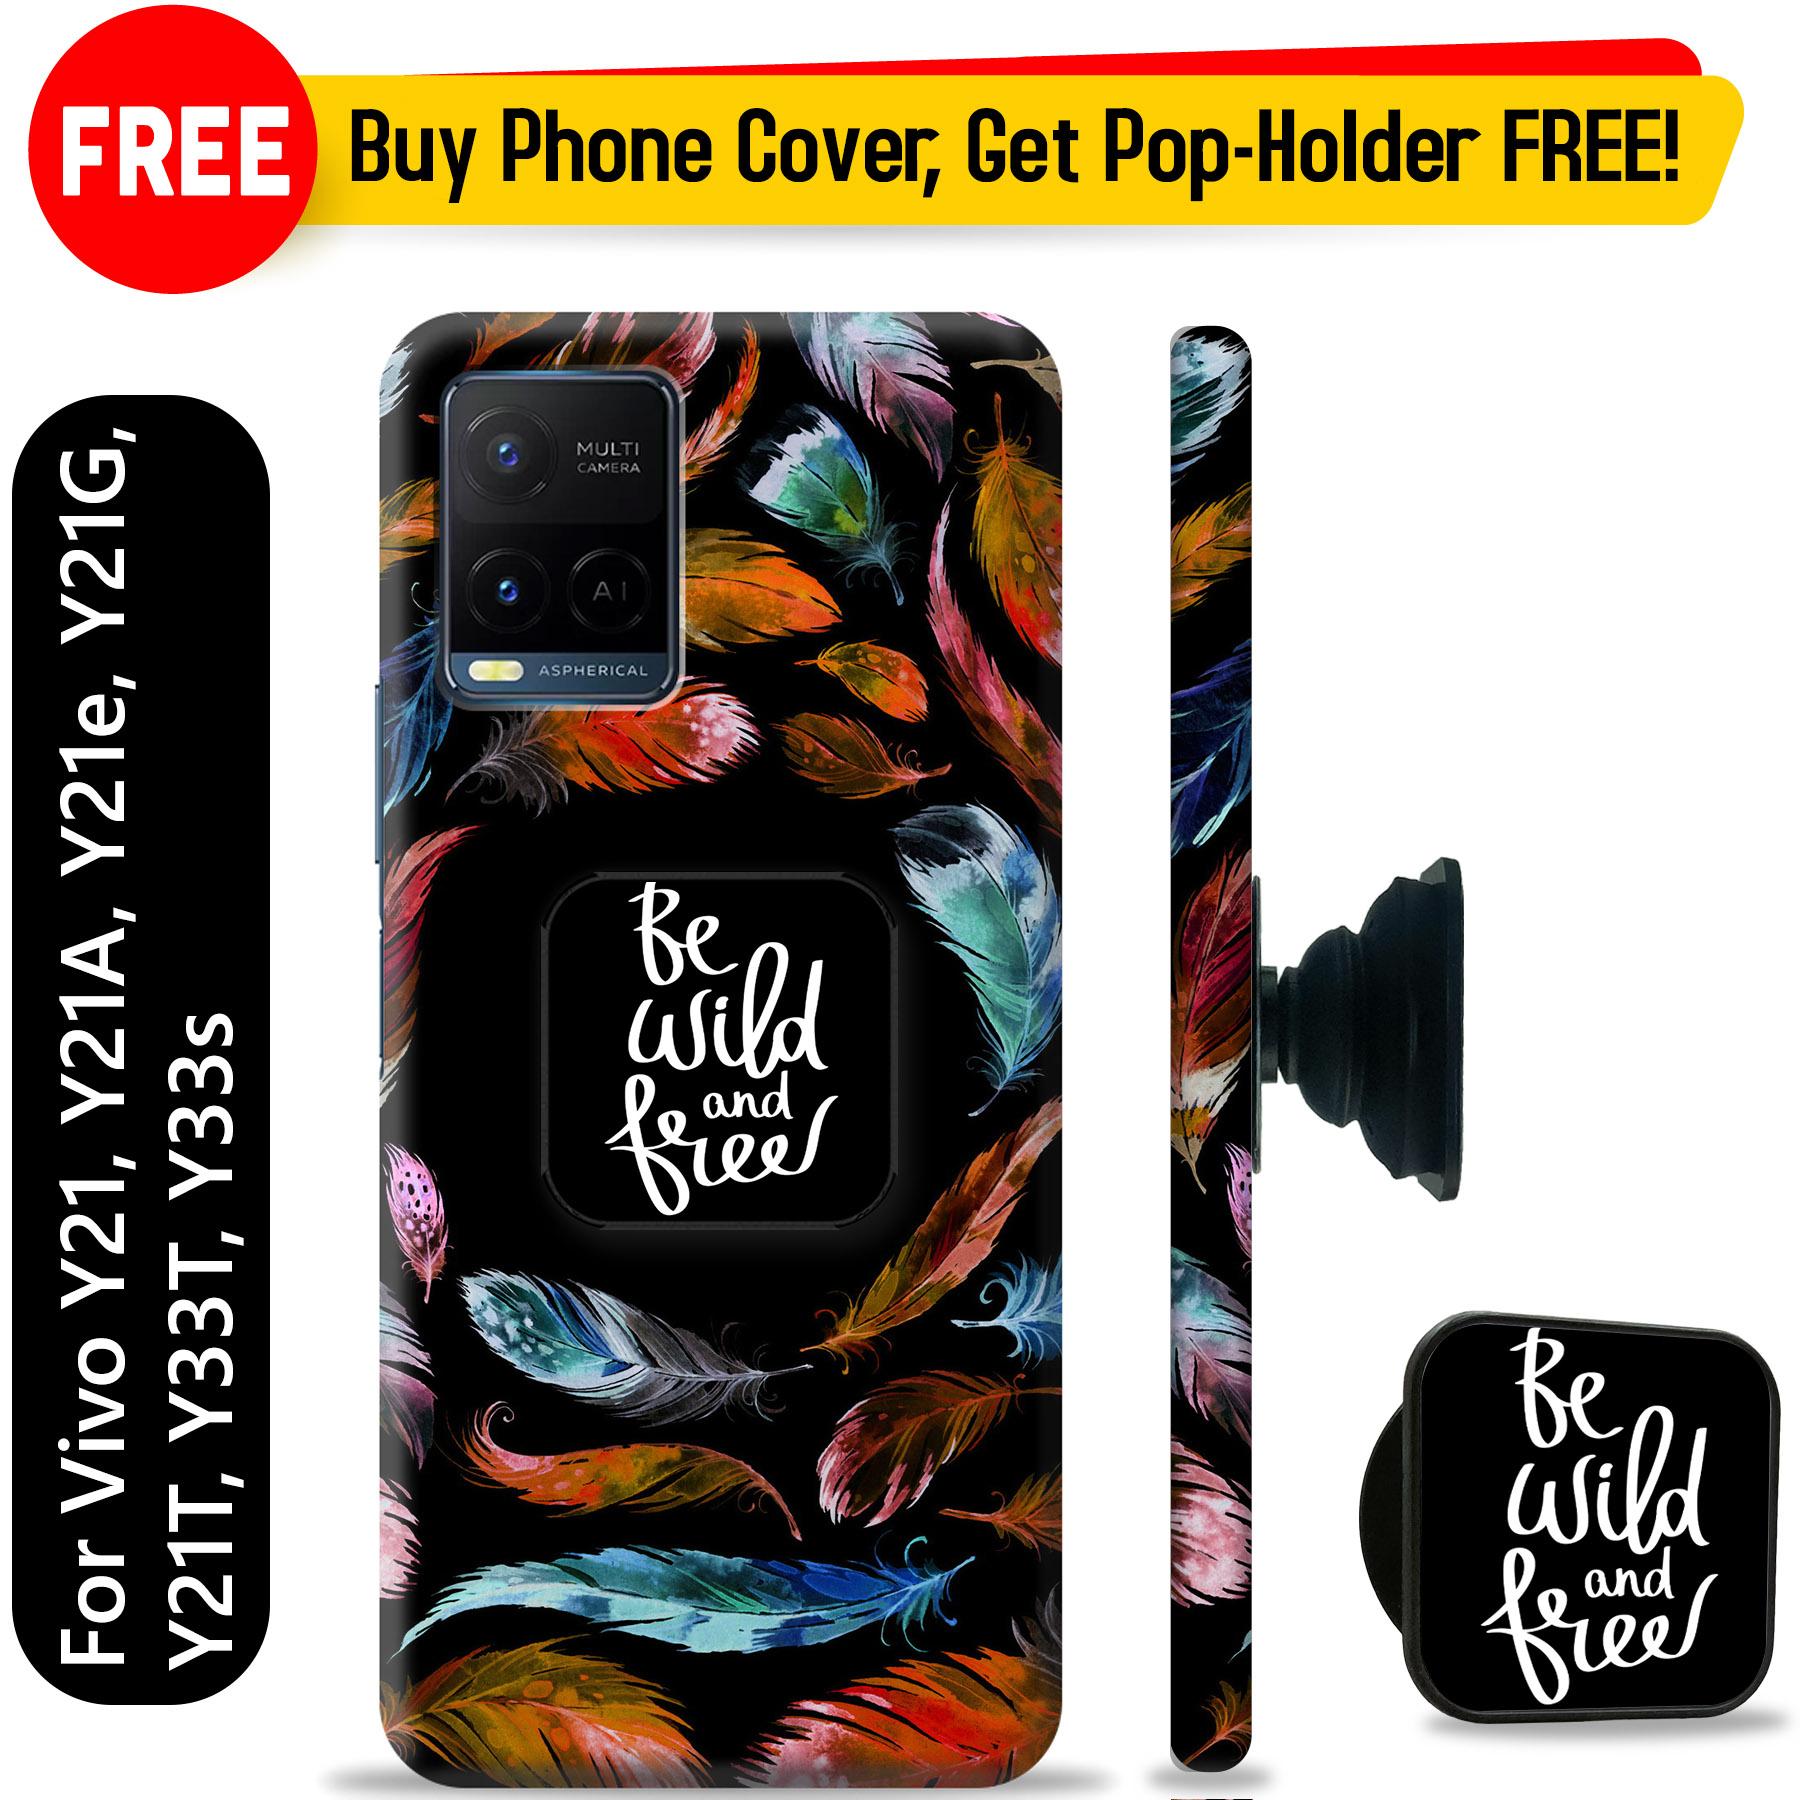 FREE
Buy Phone Cover, Get Pop-Holder FREE!
For Vivo Y21, Y21A, Y21e, Y21G,
Y21T, Y33T, Y33s
MULTI
CAMERA
AI
ASPHERICAL
Be
wild
and
free
Be
wild
and
free